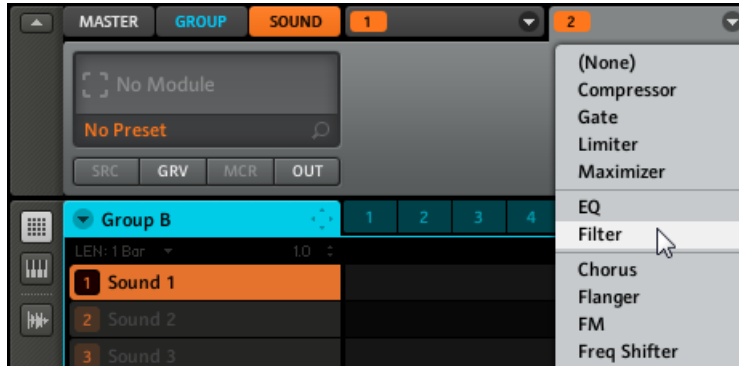 MASTER GROUP SOUND 1 2
No Module
No Preset
SRC GRV MCR OUT
Group B 1 2 3 4
LEN: 1 Bar 1.0
1 Sound 1
2 Sound 2
3 Sound 3
(None)
Compressor
Gate
Limiter
Maximizer
EQ
Filter
Chorus
Flanger
FM
Freq Shifter